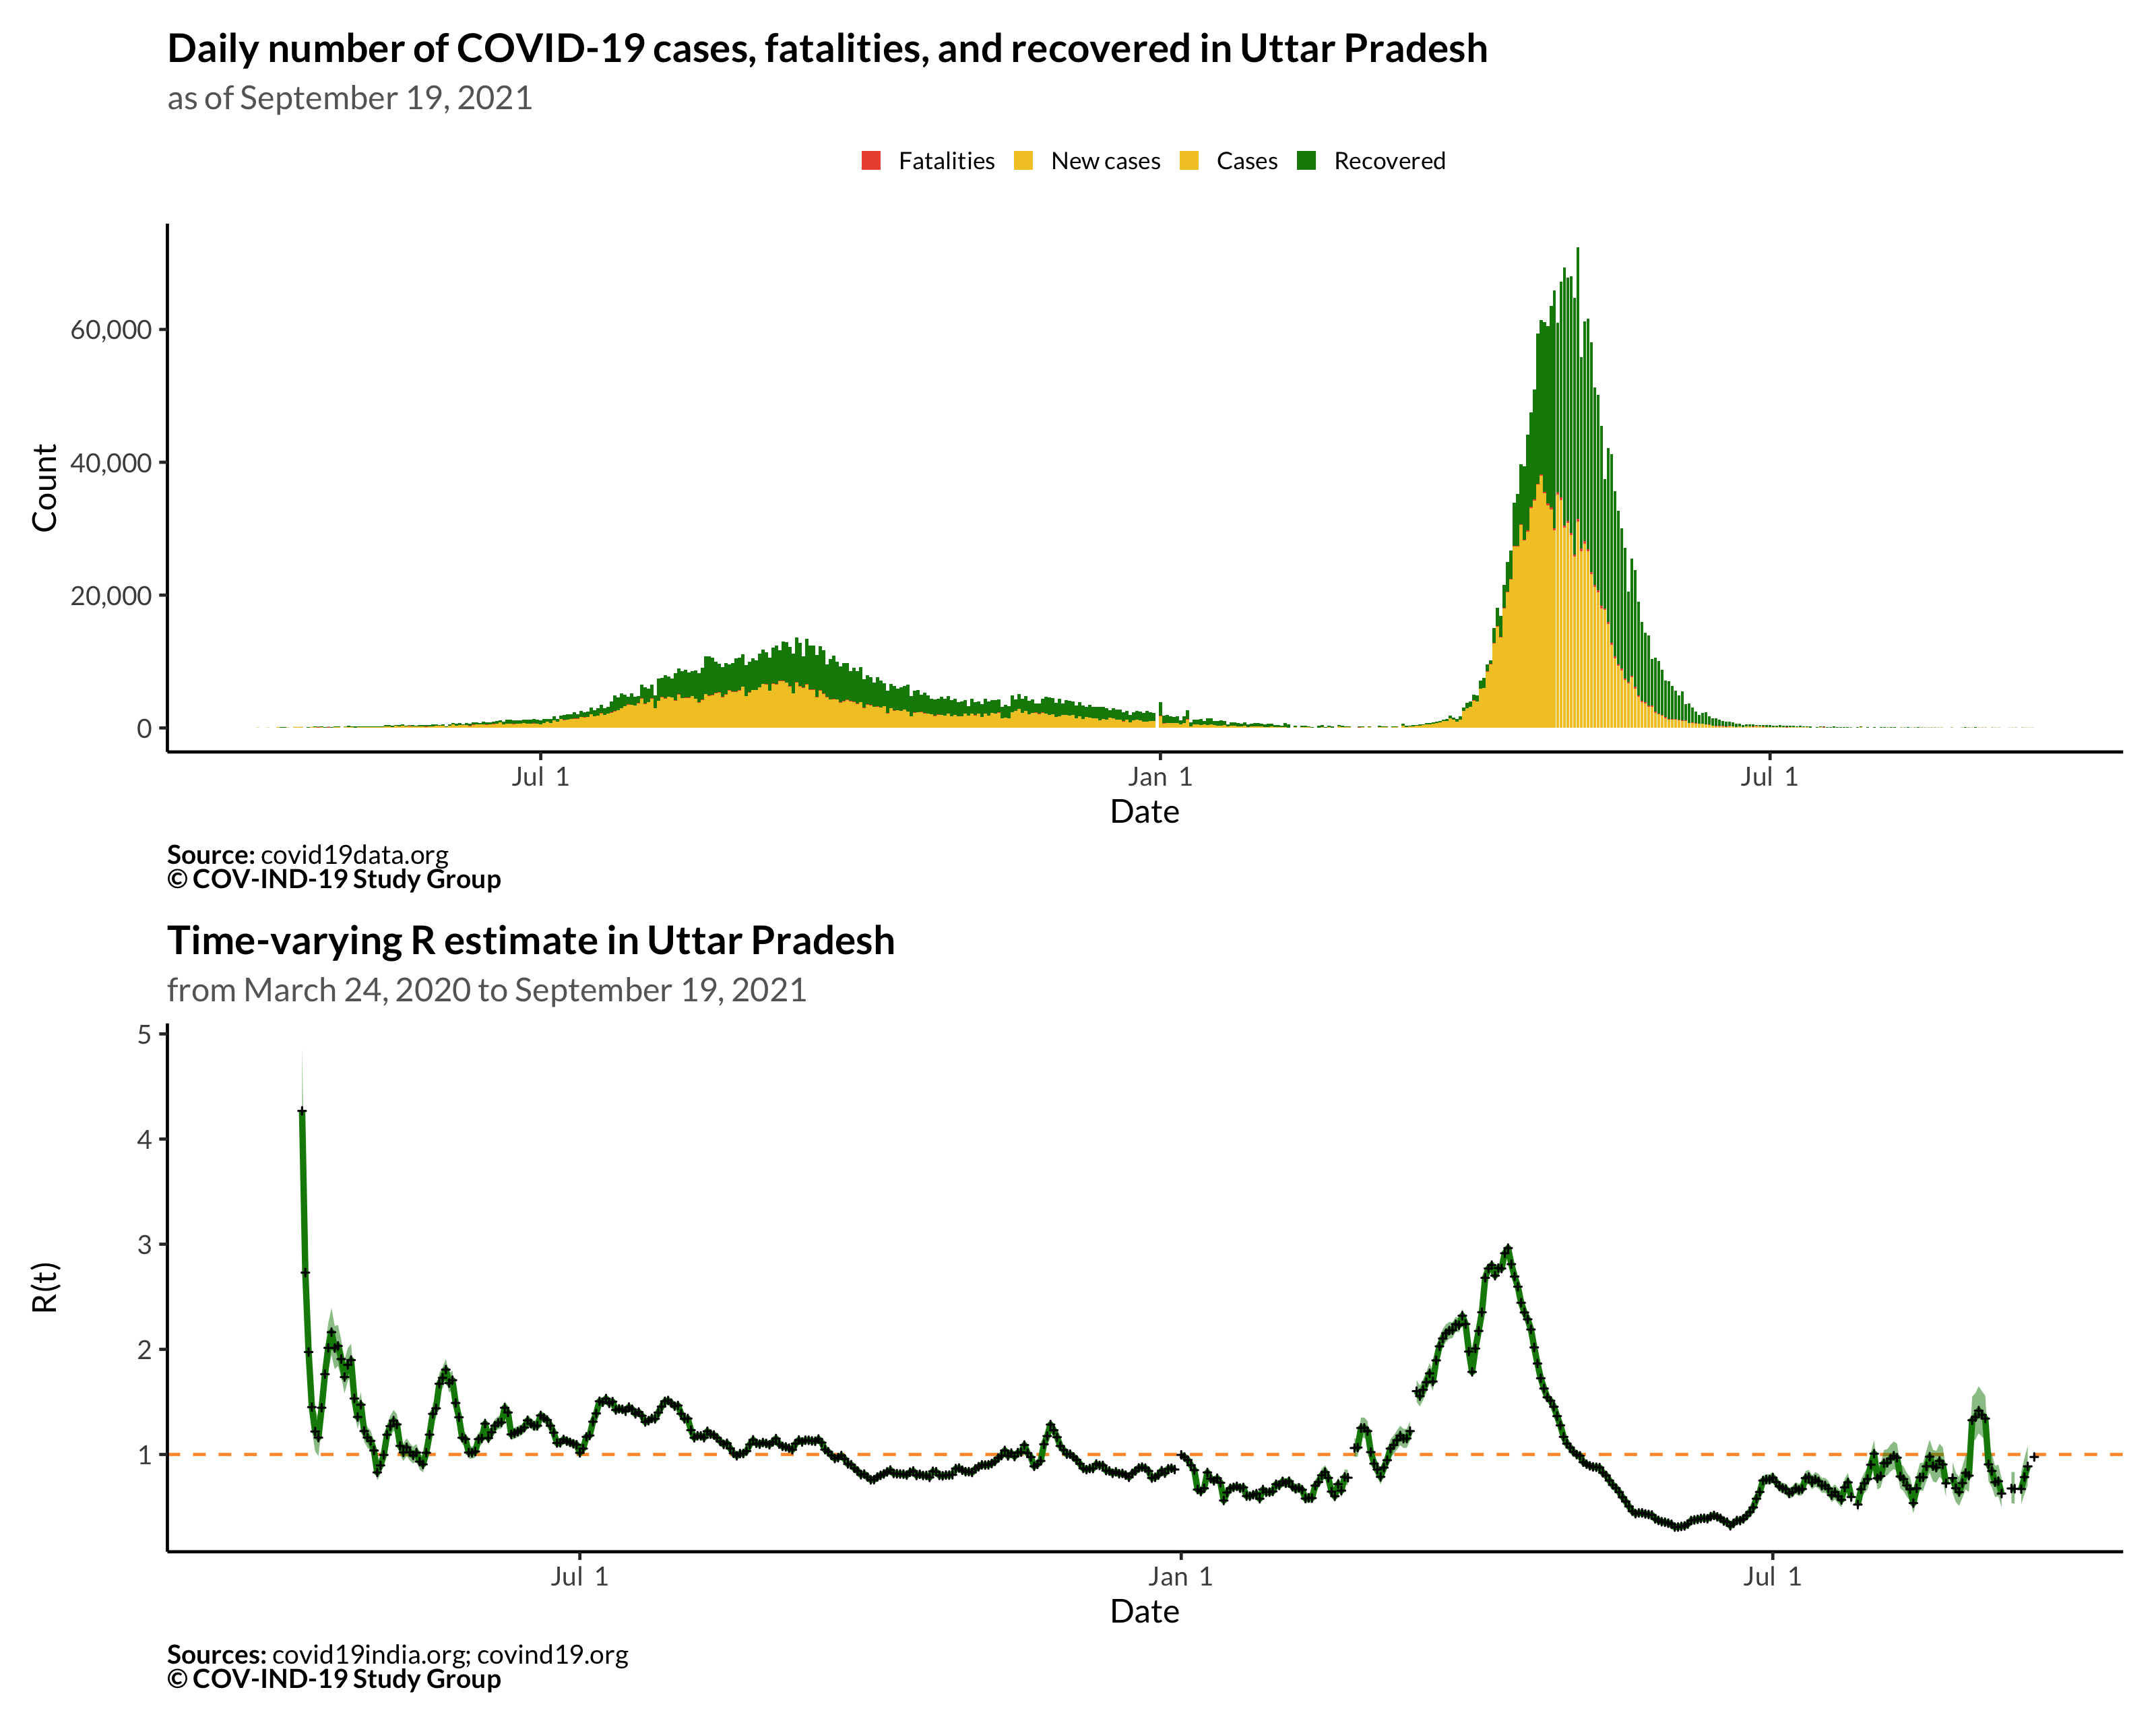 Daily number of COVID-19 cases, fatalities, and recovered in Uttar Pradesh
as of September 19, 2021
Fatalities New cases Cases Recovered
Count
60,000
40,000
20,000
0
Jul 1 Jan 1 Jul 1
Date
Source: covid19data.org
© COV-IND-19 Study Group
Time-varying R estimate in Uttar Pradesh
from March 24, 2020 to September 19, 2021
R(t)
5
4
3
2
1
Jul 1 Jan 1 Jul 1
Date
Sources: covid19india.org; covind19.org
© COV-IND-19 Study Group